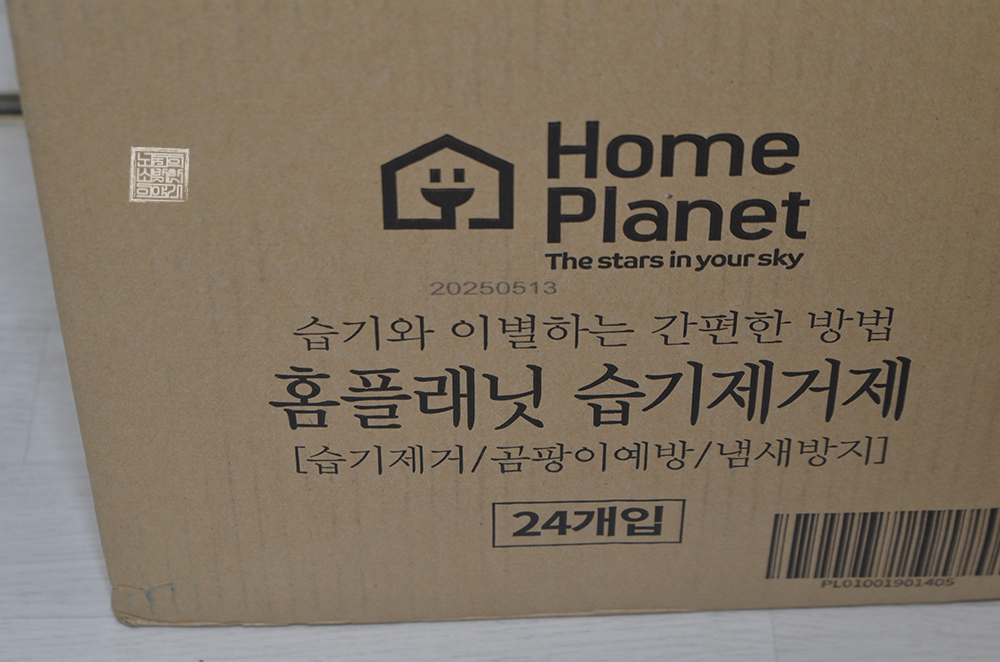 Home
Planet
The stars in your sky
20250513
습기와 이별하는 간편한 방법
홈플래닛 습기제거제
[습기제거/곰팡이예방/냄새방지]
24개입
PL01001901405